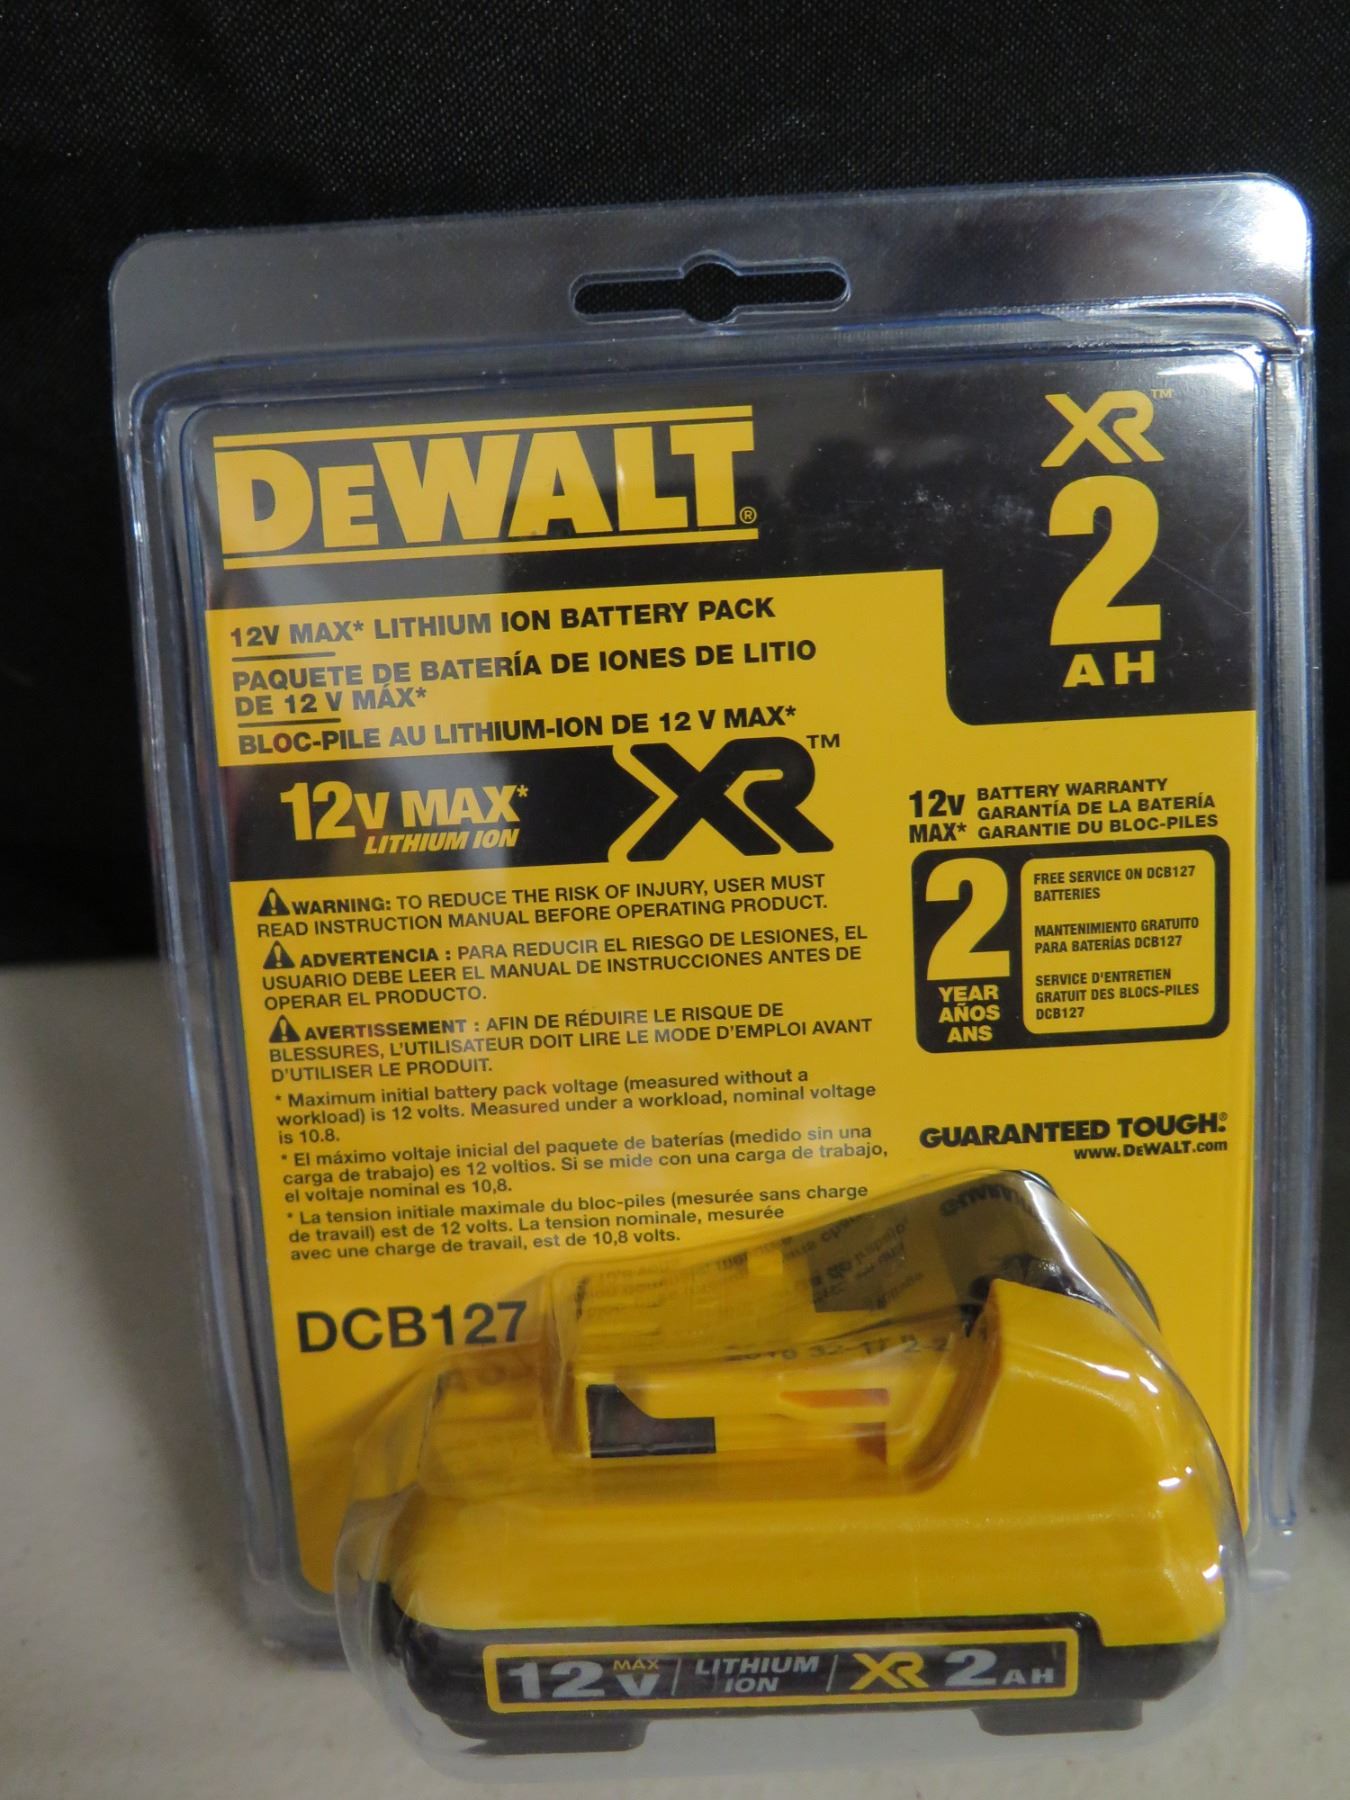 DEWALT®
XR™
2
AH
12V MAX* LITHIUM ION BATTERY PACK
PAQUETE DE BATERÍA DE IONES DE LITIO
DE 12 V MÁX*
BLOC-PILE AU LITHIUM-ION DE 12 V MAX*
12V MAX*
LITHIUM ION
XR™
12V
MAX*
BATTERY WARRANTY
GARANTÍA DE LA BATERÍA
GARANTIE DU BLOC-PILES
2
YEAR
AÑOS
ANS
FREE SERVICE ON DCB127
BATTERIES
MANTENIMIENTO GRATUITO
PARA BATERÍAS DCB127
SERVICE D'ENTRETIEN
GRATUIT DES BLOCS-PILES
DCB127
WARNING: TO REDUCE THE RISK OF INJURY, USER MUST
READ INSTRUCTION MANUAL BEFORE OPERATING PRODUCT.
ADVERTENCIA : PARA REDUCIR EL RIESGO DE LESIONES, EL
USUARIO DEBE LEER EL MANUAL DE INSTRUCCIONES ANTES DE
OPERAR EL PRODUCTO.
AVERTISSEMENT : AFIN DE RÉDUIRE LE RISQUE DE
BLESSURES, L'UTILISATEUR DOIT LIRE LE MODE D'EMPLOI AVANT
D'UTILISER LE PRODUIT.
* Maximum initial battery pack voltage (measured without a
workload) is 12 volts. Measured under a workload, nominal voltage
is 10.8.
* El máximo voltaje inicial del paquete de baterías (medido sin una
carga de trabajo) es 12 voltios. Si se mide con una carga de trabajo,
el voltaje nominal es 10,8.
* La tension initiale maximale du bloc-piles (mesurée sans charge
de travail) est de 12 volts. La tension nominale, mesurée
avec une charge de travail, est de 10,8 volts.
GUARANTEED TOUGH.®
www.DEWALT.com
DCB127
12V MAX
LITHIUM
ION
XR 2AH